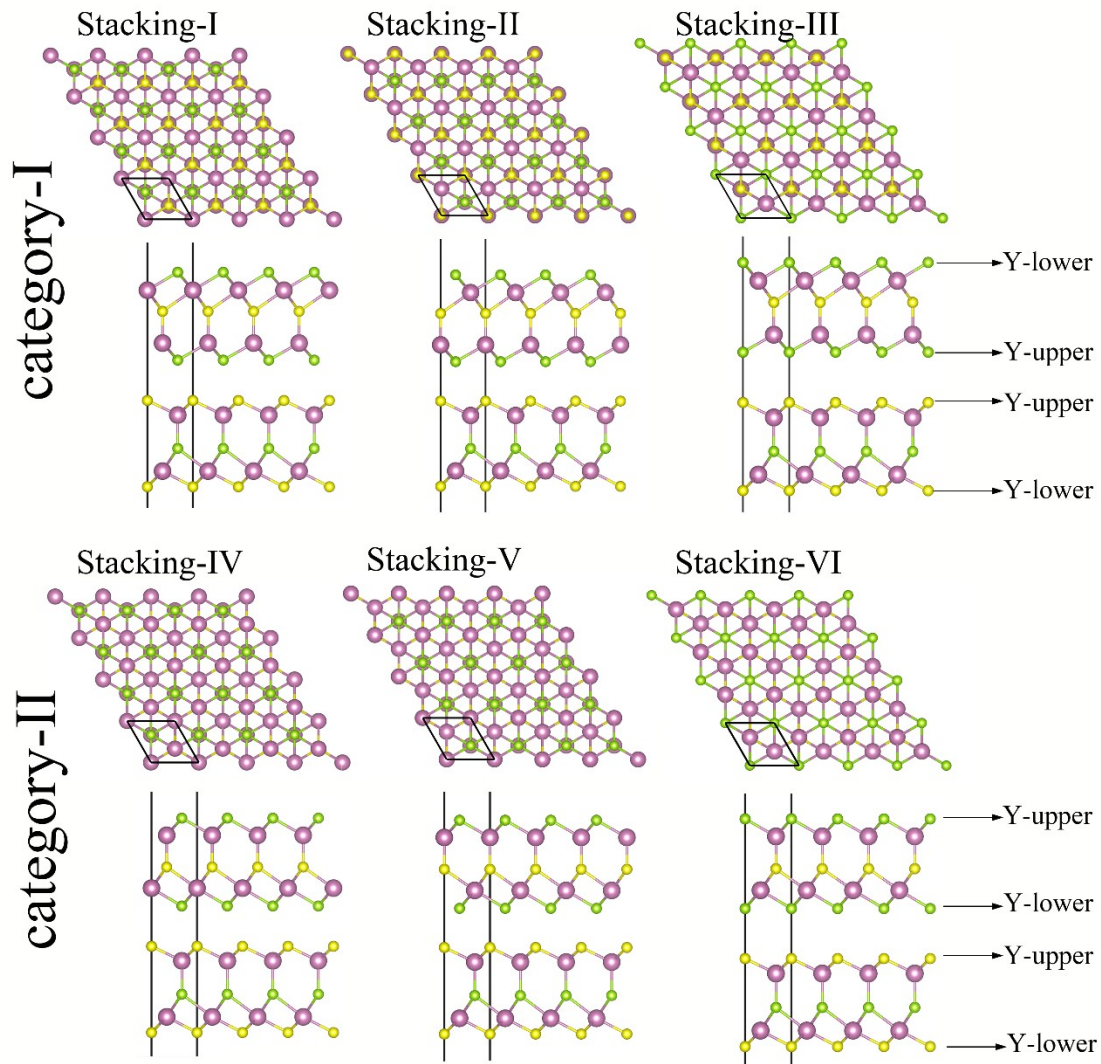 Stacking-I
Stacking-II
Stacking-III
category-I
Y-lower
Y-upper
Y-upper
Y-lower
Stacking-IV
Stacking-V
Stacking-VI
category-II
Y-upper
Y-lower
Y-upper
Y-lower